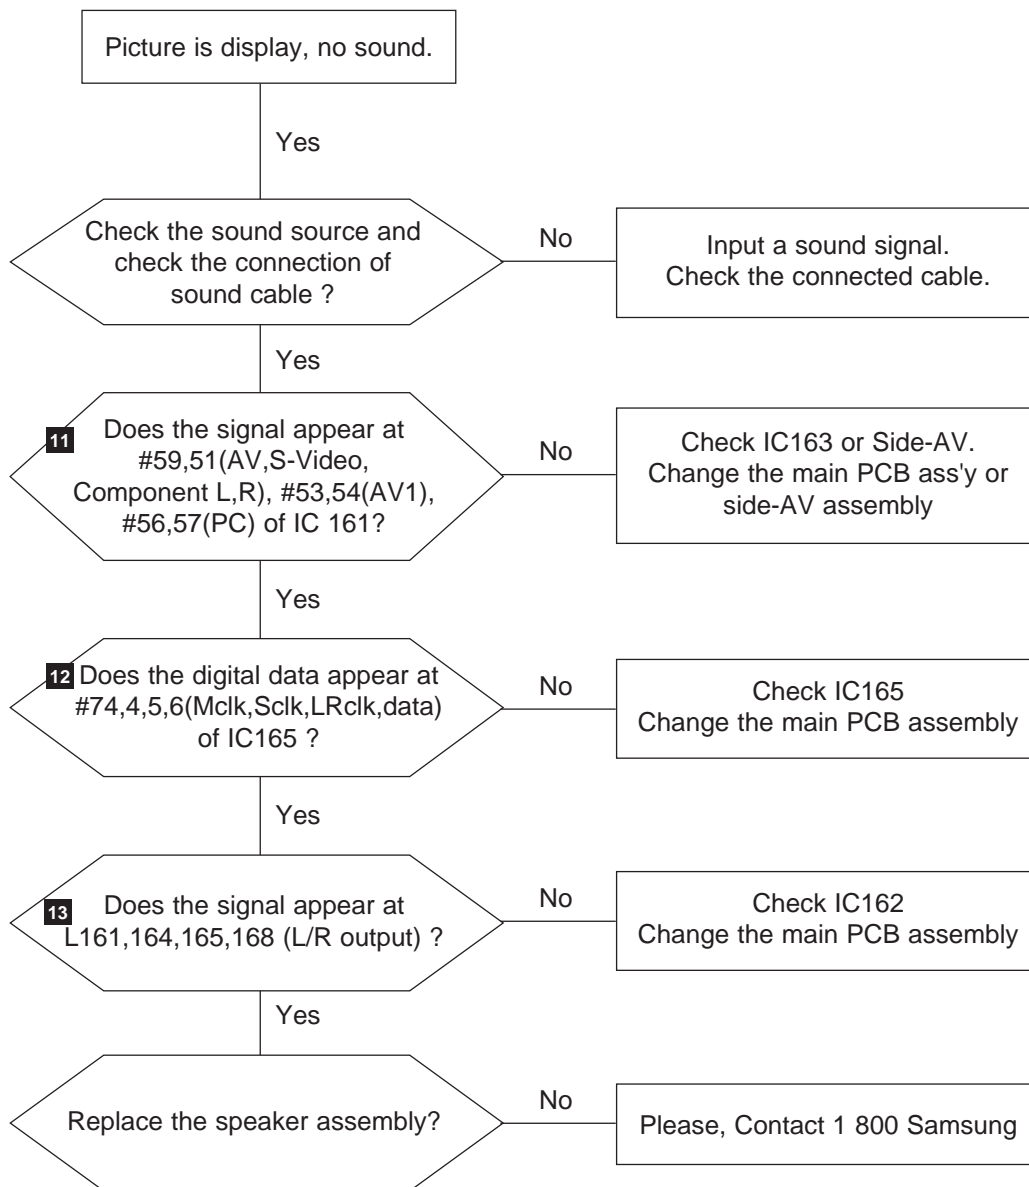 Picture is display, no sound.
Yes
Check the sound source and
check the connection of
sound cable ?
No
Input a sound signal.
Check the connected cable.
Yes
11
Does the signal appear at
#59,51(AV,S-Video,
Component L,R), #53,54(AV1),
#56,57(PC) of IC 161?
No
Check IC163 or Side-AV.
Change the main PCB ass'y or
side-AV assembly
Yes
12
Does the digital data appear at
#74,4,5,6(Mclk,Sclk,LRclk,data)
of IC165 ?
No
Check IC165
Change the main PCB assembly
Yes
13
Does the signal appear at
L161,164,165,168 (L/R output) ?
No
Check IC162
Change the main PCB assembly
Yes
Replace the speaker assembly?
No
Please, Contact 1 800 Samsung